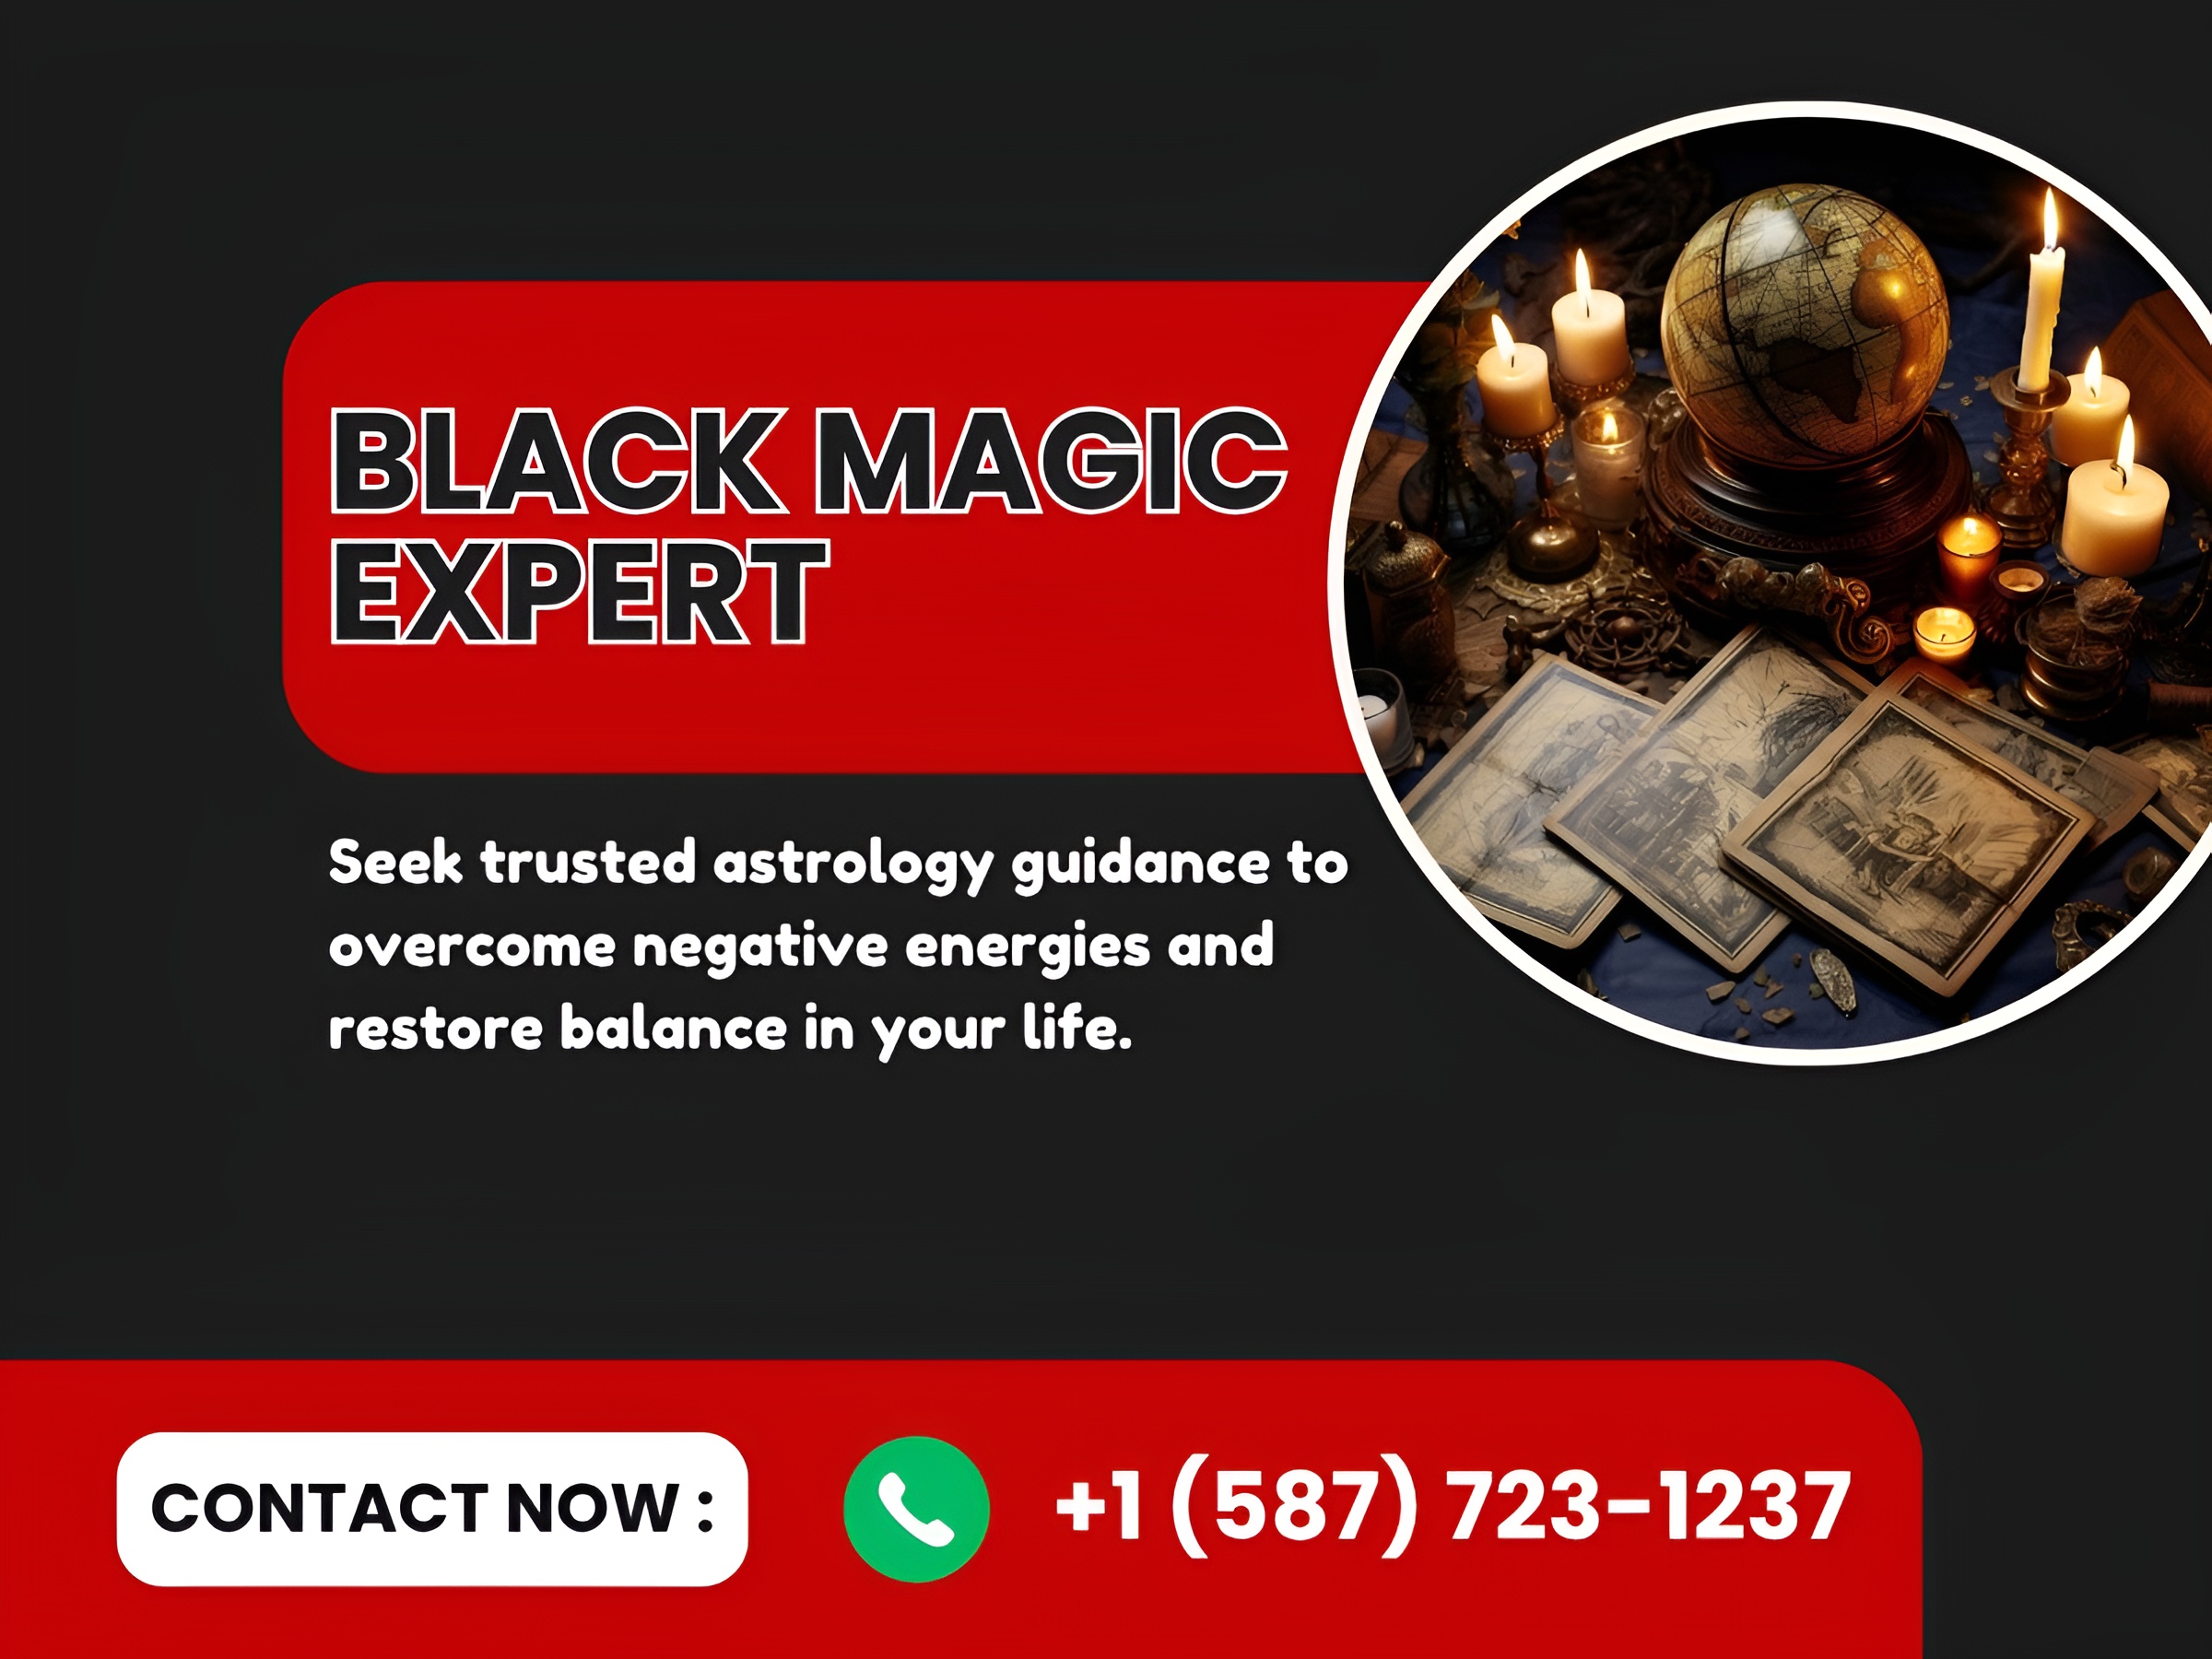 BLACK MAGIC
EXPERT
Seek trusted astrology guidance to
overcome negative energies and
restore balance in your life.
CONTACT NOW :
+1 (587) 723-1237